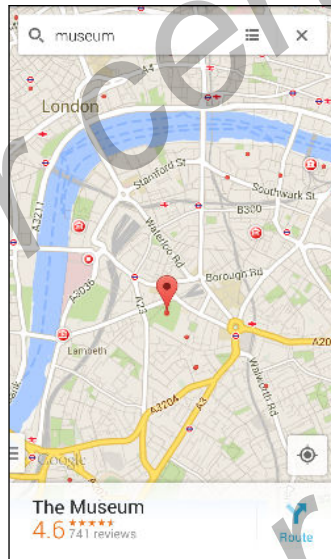 museum
A4
London
Stamford St
Southwark St
A3211
B300
Waterloo Rd
Borough Rd
A3036
A23
Lambeth
A20
Walworth Rd
A3204
A3
Google
The Museum
4.6 741 reviews
Route